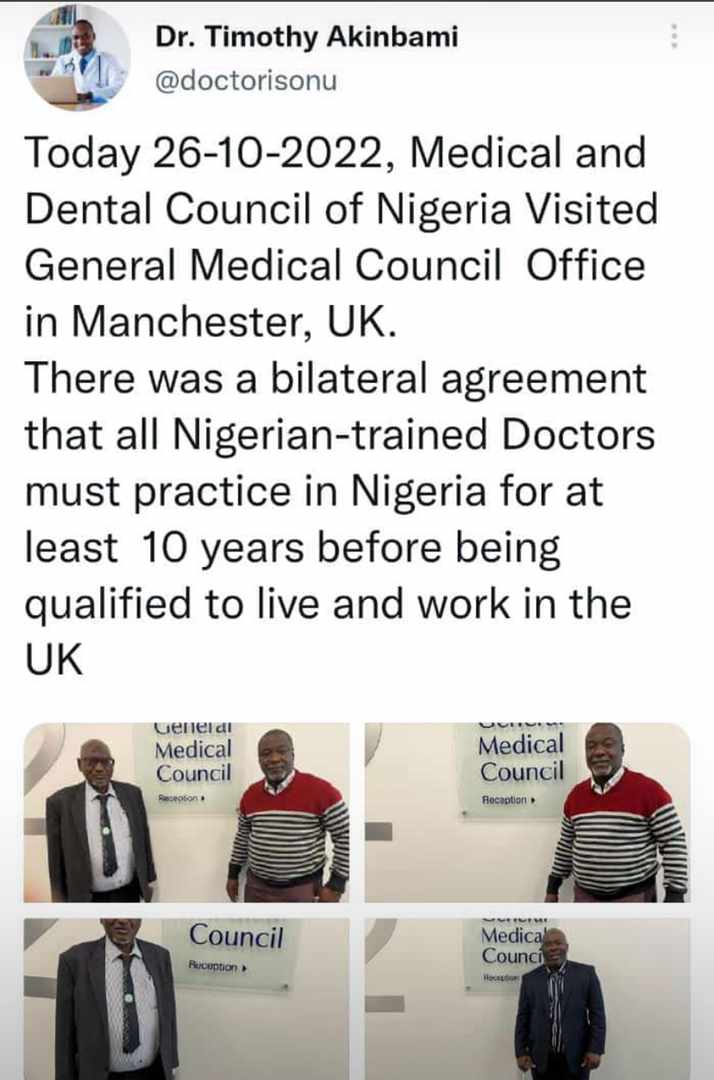 Dr. Timothy Akinbami
@doctorisonu
Today 26-10-2022, Medical and
Dental Council of Nigeria Visited
General Medical Council  Office
in Manchester, UK.
There was a bilateral agreement
that all Nigerian-trained Doctors
must practice in Nigeria for at
least  10 years before being
qualified to live and work in the
UK
General
Medical
Council
Reception
General
Medical
Council
Reception
Council
Reception
General
Medical
Council
Reception